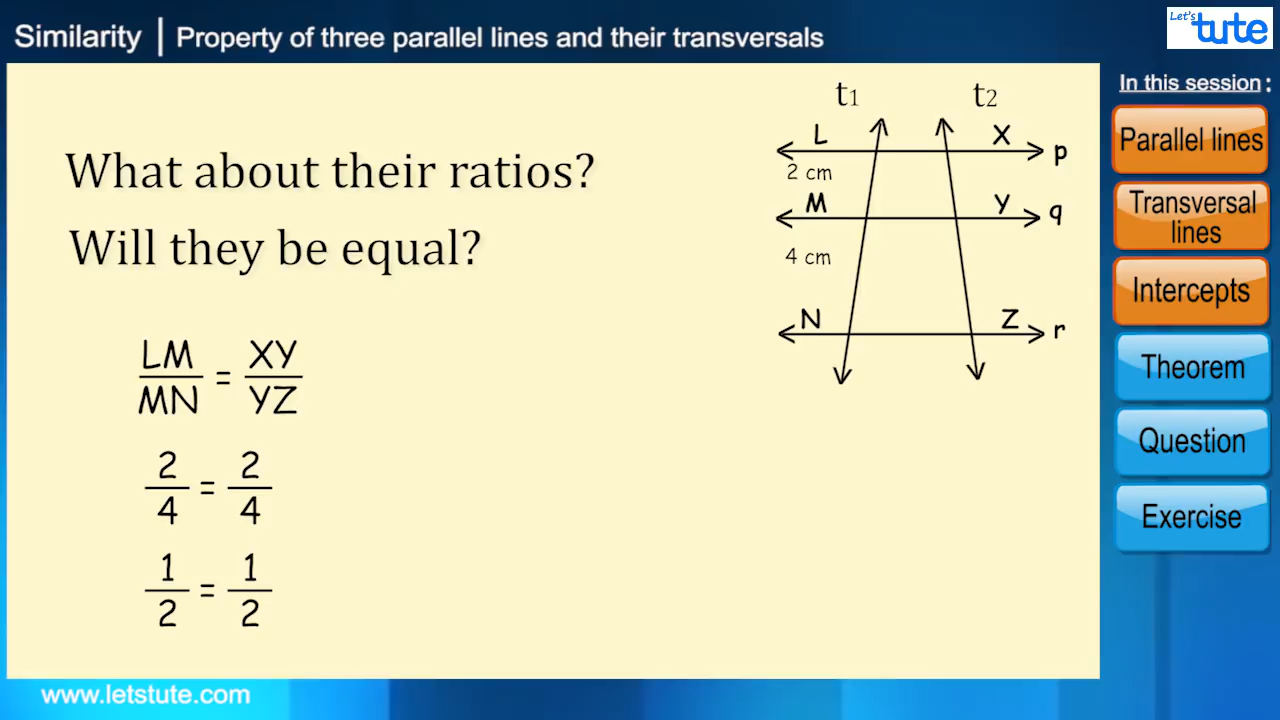 Similarity | Property of three parallel lines and their transversals
Let's tute
What about their ratios?
Will they be equal?
LM/MN = XY/YZ
2/4 = 2/4
1/2 = 1/2
t1 t2
L X p
2 cm
M Y q
4 cm
N Z r
In this session :
Parallel lines
Transversal
lines
Intercepts
Theorem
Question
Exercise
www.letstute.com